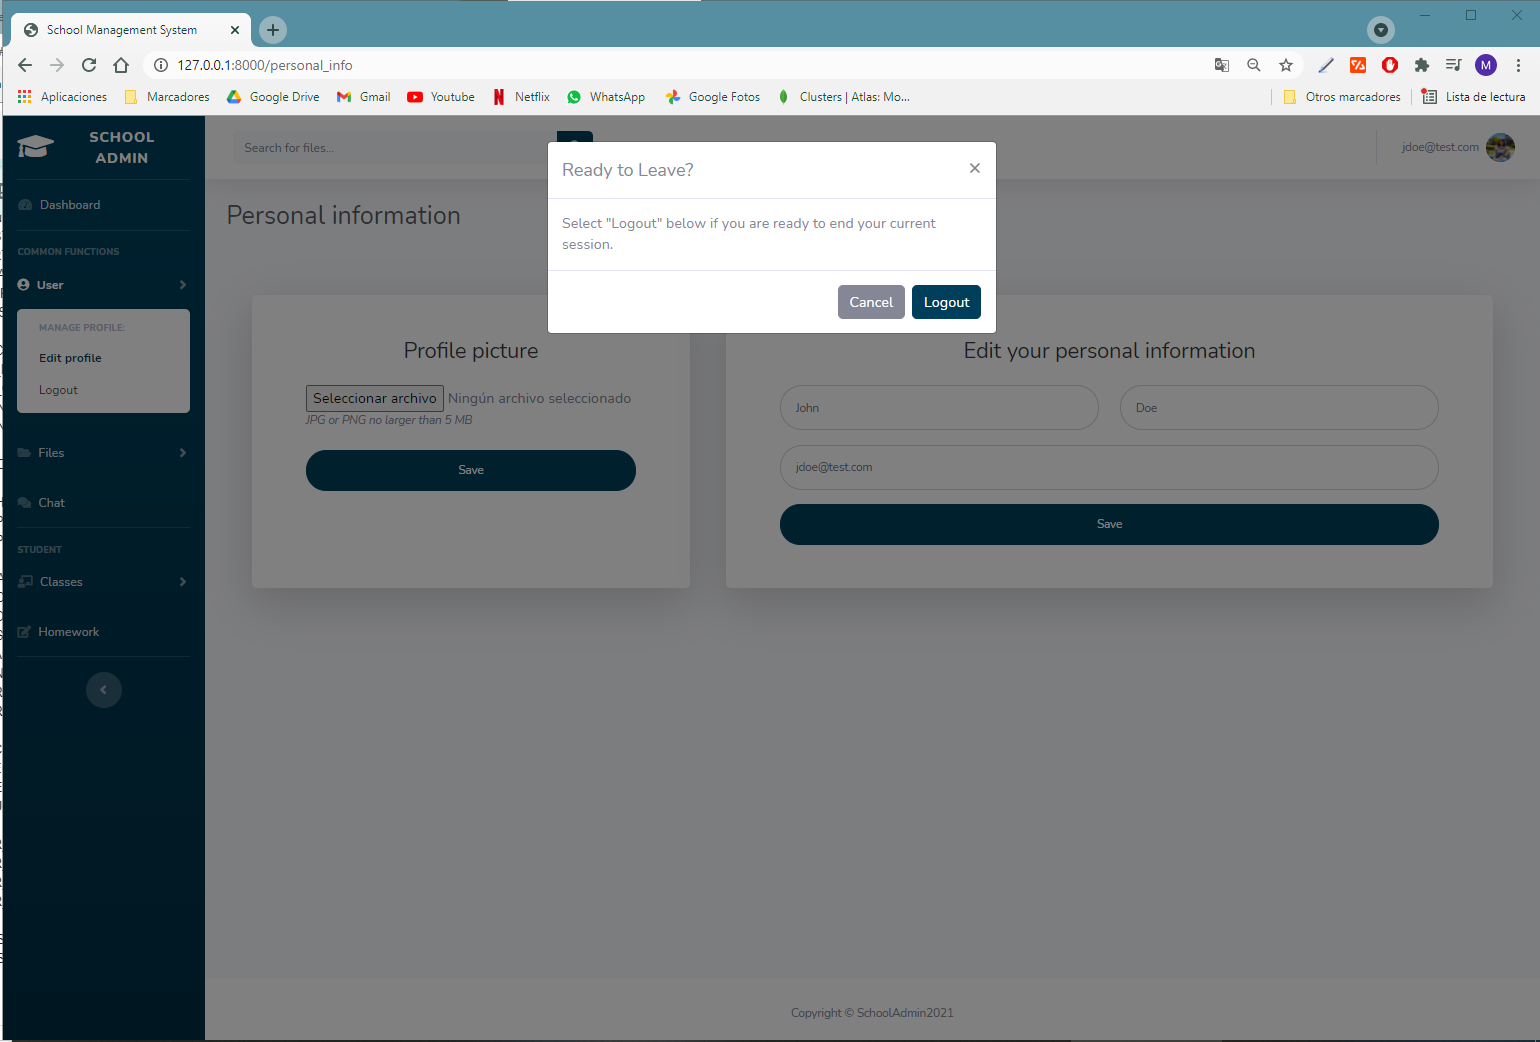 School Management System
127.0.0.1:8000/personal_info
M
Aplicaciones
Marcadores
Google Drive
Gmail
Youtube
Netflix
WhatsApp
Google Fotos
Clusters | Atlas: Mo...
Otros marcadores
Lista de lectura
SCHOOL
ADMIN
Search for files...
jdoe@test.com
Dashboard
COMMON FUNCTIONS
User
MANAGE PROFILE:
Edit profile
Logout
Files
Chat
STUDENT
Classes
Homework
Personal information
Ready to Leave?
×
Select "Logout" below if you are ready to end your current
session.
Cancel
Logout
Profile picture
Seleccionar archivo Ningún archivo seleccionado
JPG or PNG no larger than 5 MB
Save
Edit your personal information
John
Doe
jdoe@test.com
Save
Copyright © SchoolAdmin2021